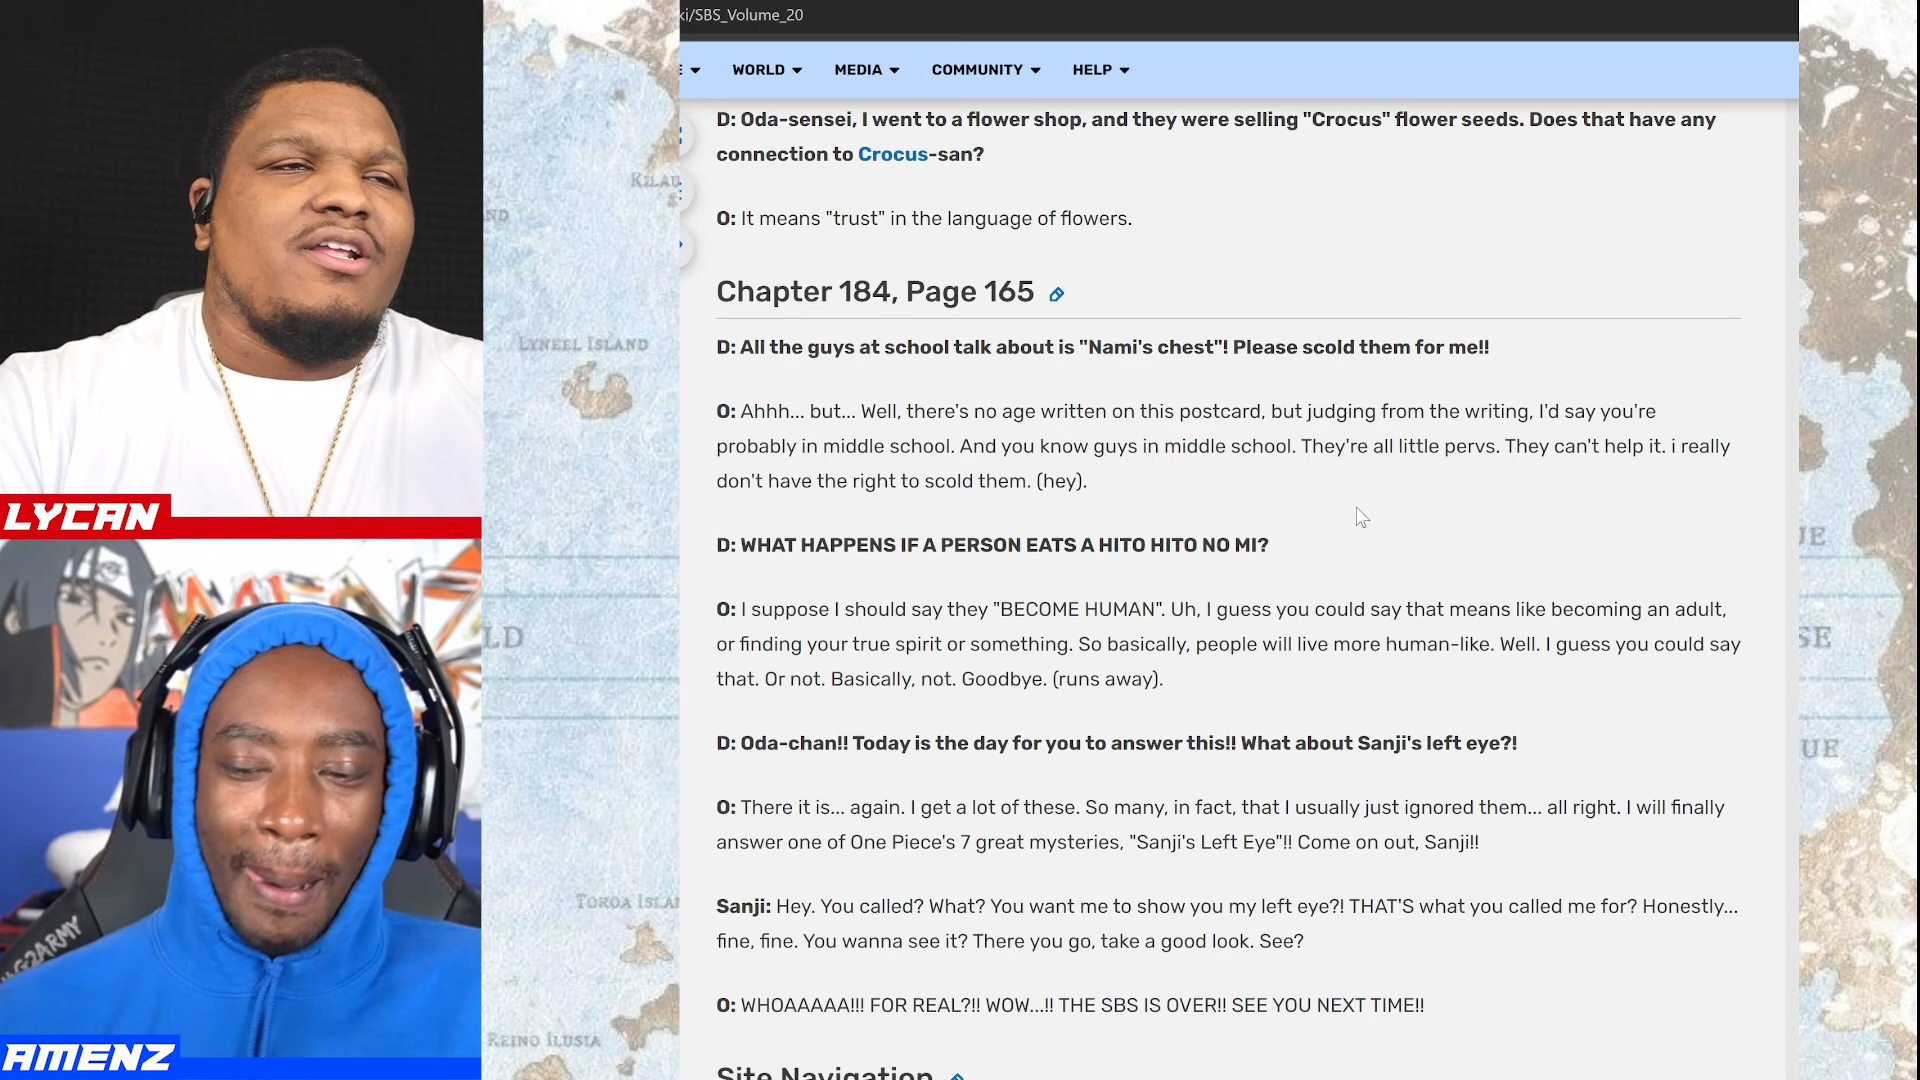 ki/SBS_Volume_20
WORLD MEDIA COMMUNITY HELP
D: Oda-sensei, I went to a flower shop, and they were selling "Crocus" flower seeds. Does that have any
connection to Crocus-san?
O: It means "trust" in the language of flowers.
Chapter 184, Page 165
D: All the guys at school talk about is "Nami's chest"! Please scold them for me!!
O: Ahhh... but... Well, there's no age written on this postcard, but judging from the writing, I'd say you're
probably in middle school. And you know guys in middle school. They're all little pervs. They can't help it. i really
don't have the right to scold them. (hey).
D: WHAT HAPPENS IF A PERSON EATS A HITO HITO NO MI?
O: I suppose I should say they "BECOME HUMAN". Uh, I guess you could say that means like becoming an adult,
or finding your true spirit or something. So basically, people will live more human-like. Well. I guess you could say
that. Or not. Basically, not. Goodbye. (runs away).
D: Oda-chan!! Today is the day for you to answer this!! What about Sanji's left eye?!
O: There it is... again. I get a lot of these. So many, in fact, that I usually just ignored them... all right. I will finally
answer one of One Piece's 7 great mysteries, "Sanji's Left Eye"!! Come on out, Sanji!!
Sanji: Hey. You called? What? You want me to show you my left eye?! THAT'S what you called me for? Honestly...
fine, fine. You wanna see it? There you go, take a good look. See?
O: WHOAAAAA!!! FOR REAL?!! WOW...!! THE SBS IS OVER!! SEE YOU NEXT TIME!!
Site Navigation
LYCAN
AMENZ
KILAU
LYNEEL ISLAND
TOROA ISLA
REINO ILUSIA
ND
LD
UE
SE
UE
G2ARMY